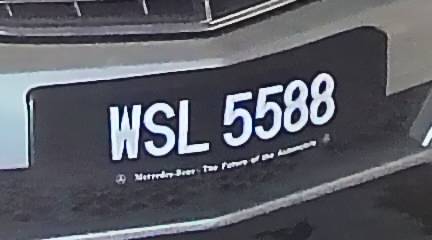 WSL 5588
Mercedes-Benz - The Future of the Automobile